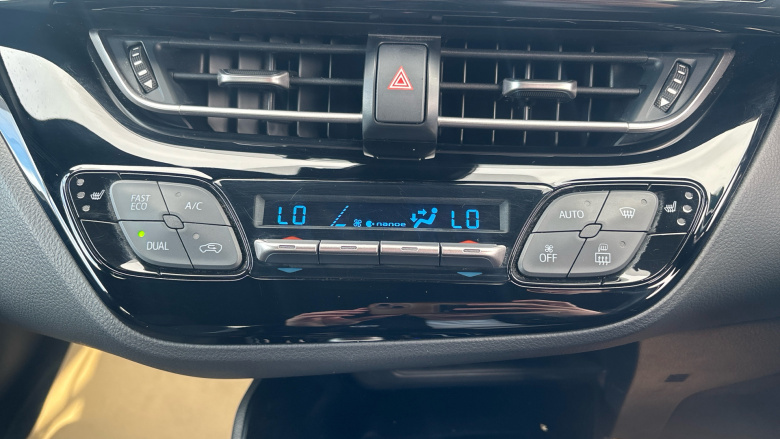 FAST
ECO
A/C
DUAL
LO
nanoe
LO
AUTO
OFF